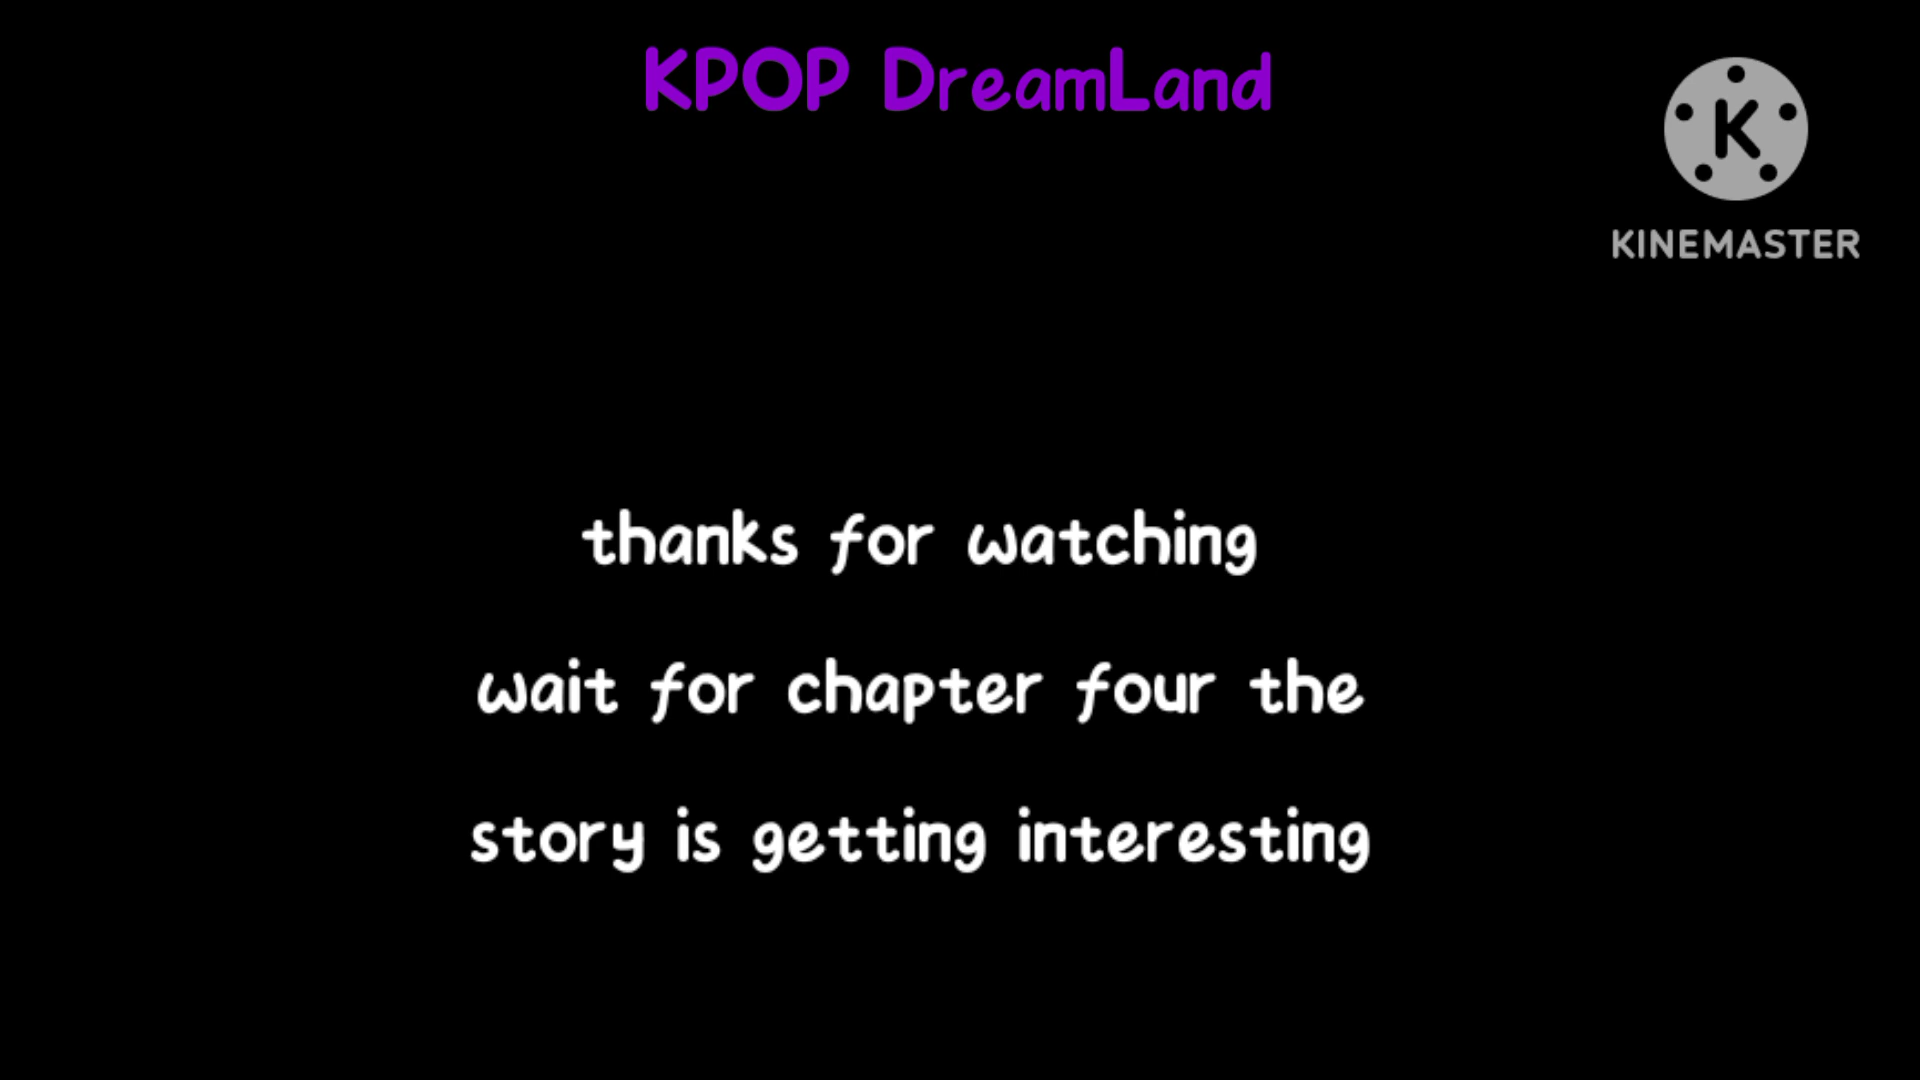 KPOP DreamLand
K
KINEMASTER
thanks for watching
wait for chapter four the
story is getting interesting